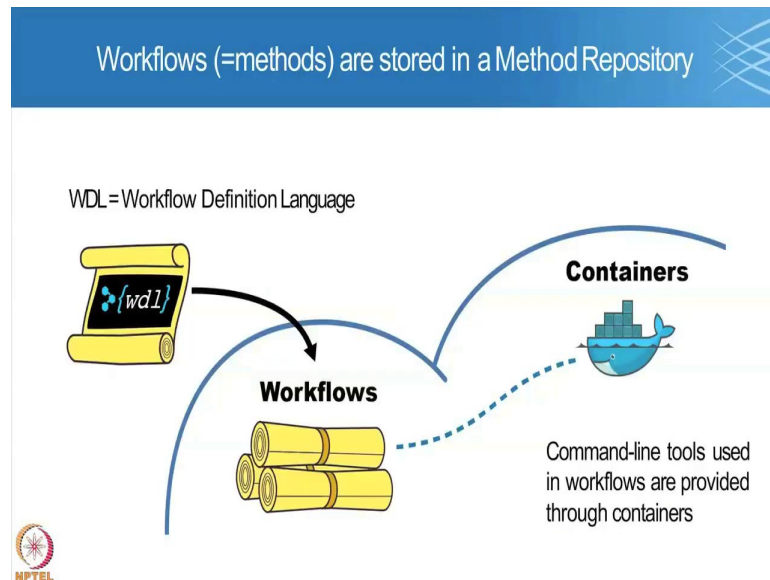 Workflows (=methods) are stored in a Method Repository
WDL = Workflow Definition Language
{wdl}
Containers
Workflows
Command-line tools used
in workflows are provided
through containers
NPTEL